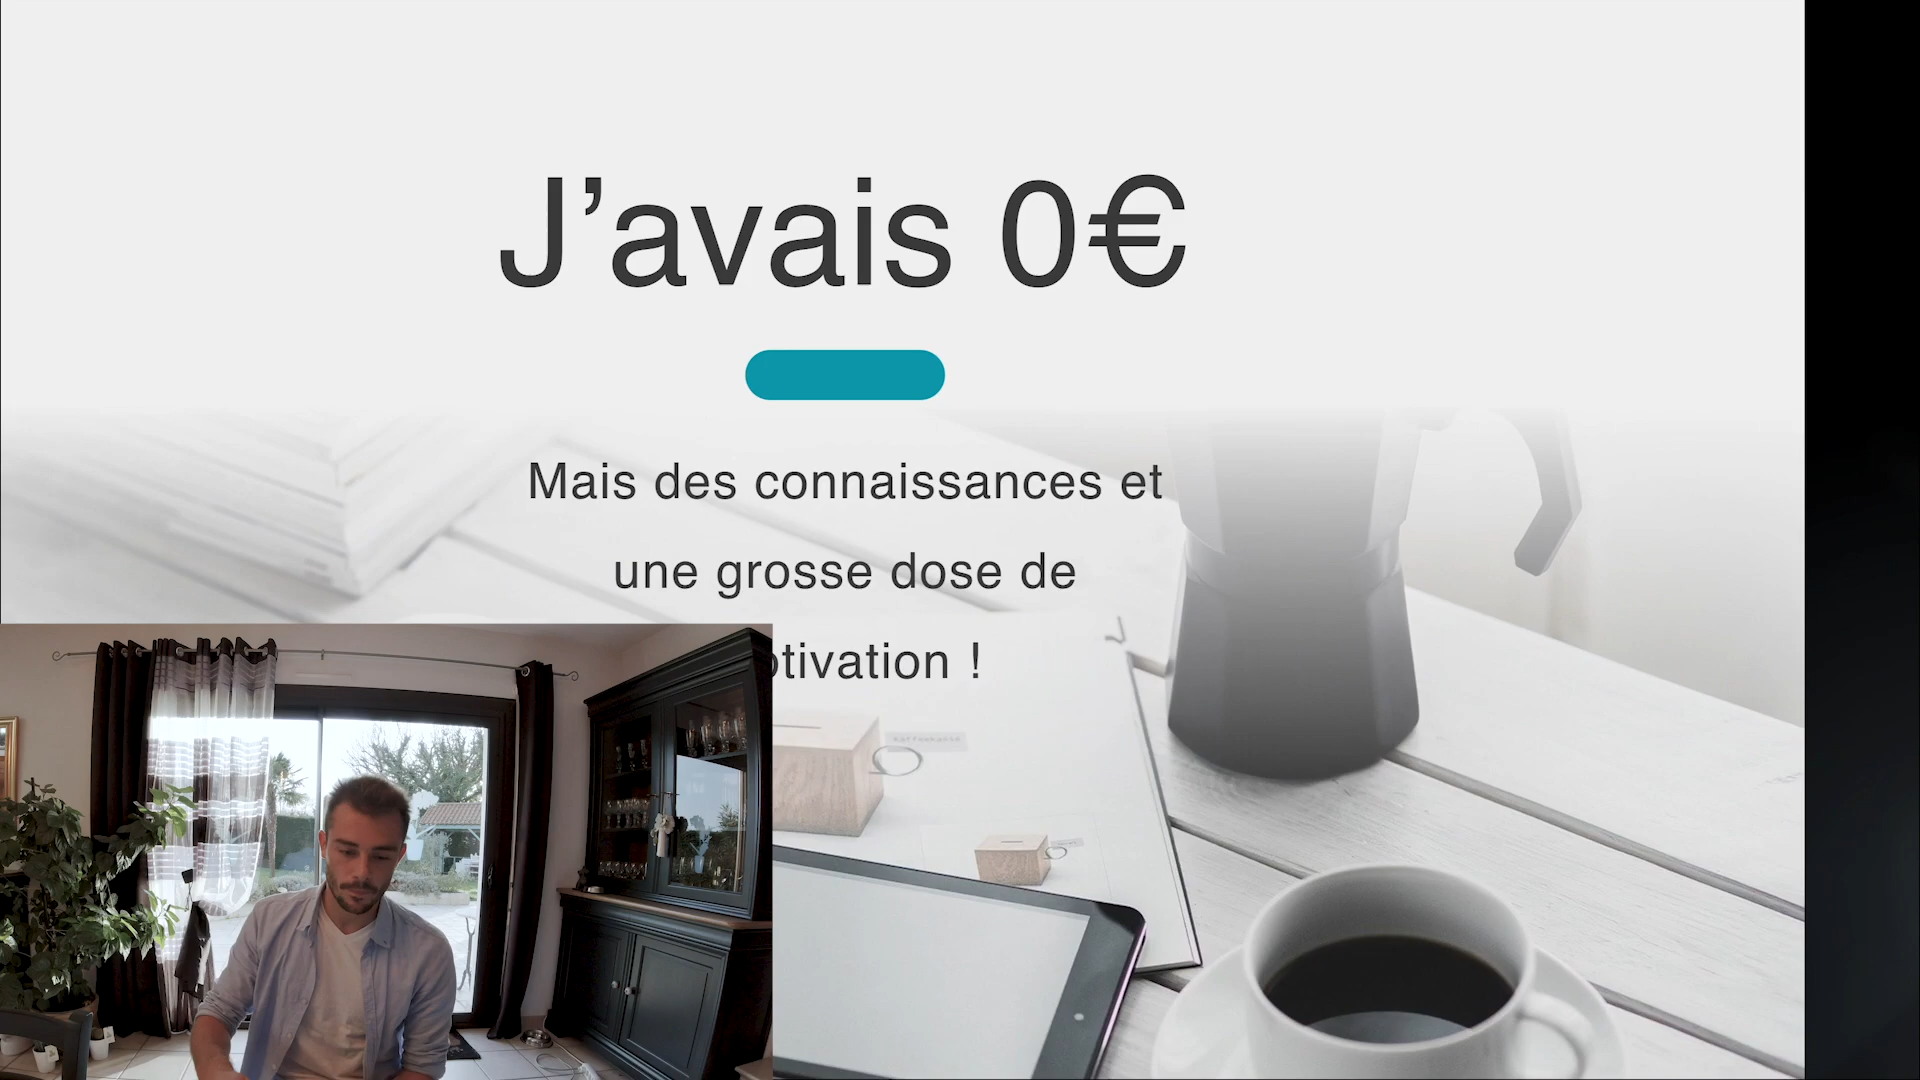 J’avais 0€
Mais des connaissances et
une grosse dose de
otivation !